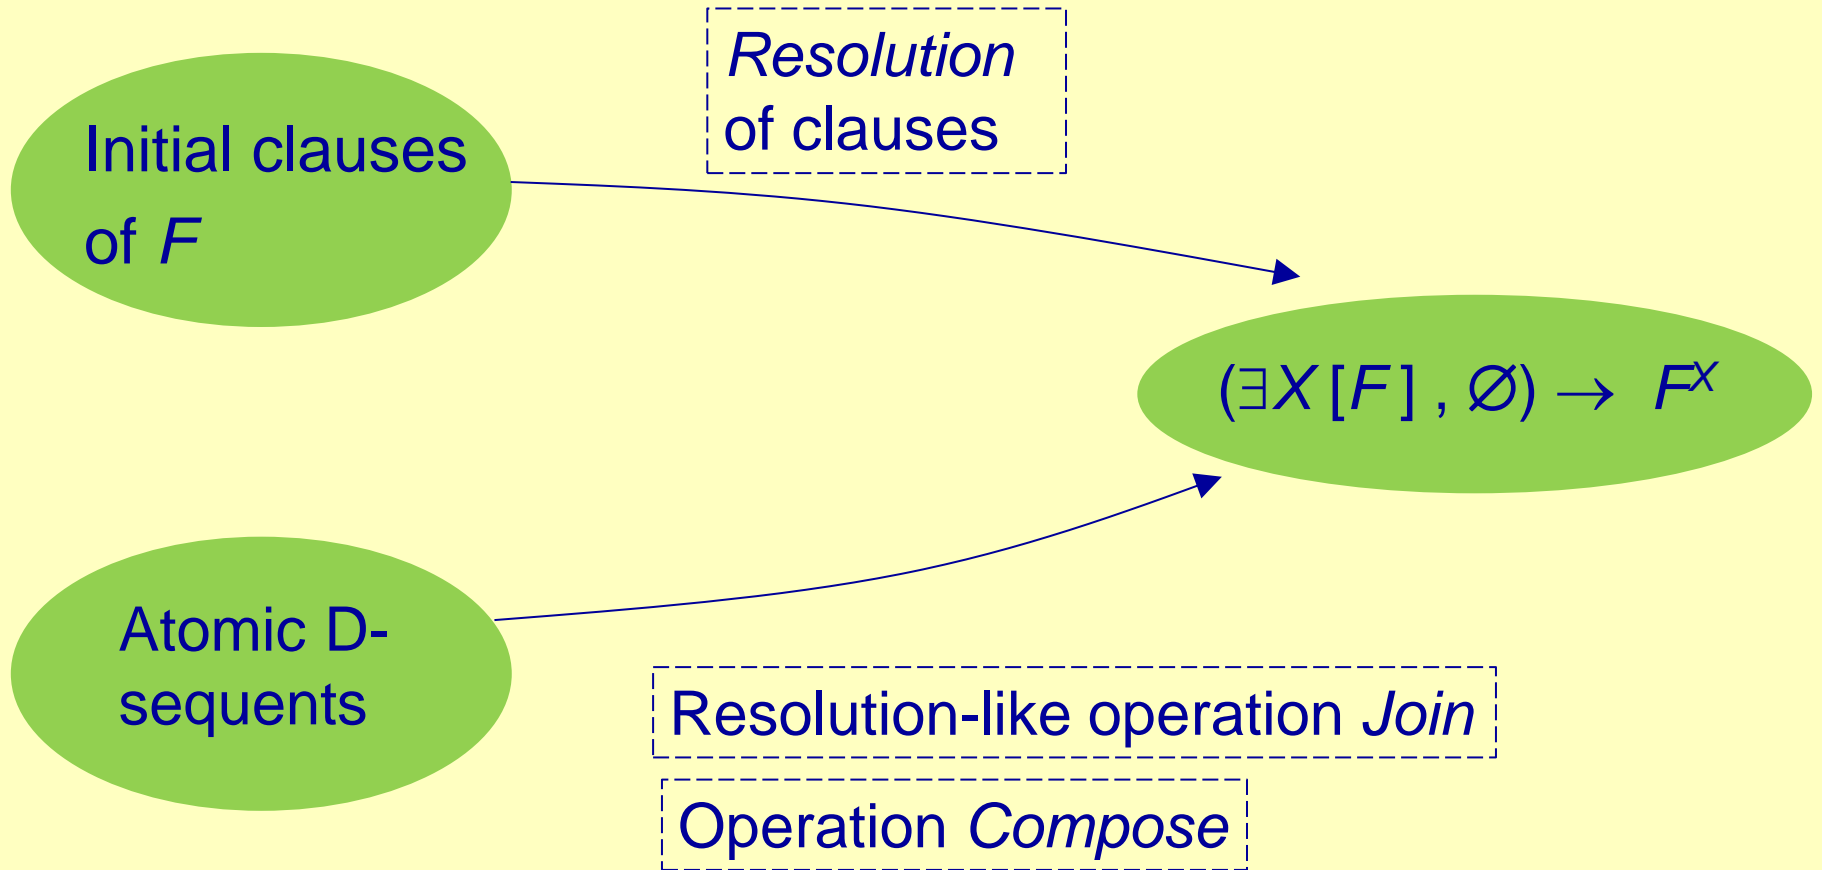 Resolution
of clauses
Initial clauses
of F
(∃X [F] , ∅) → F^X
Atomic D-
sequents
Resolution-like operation Join
Operation Compose